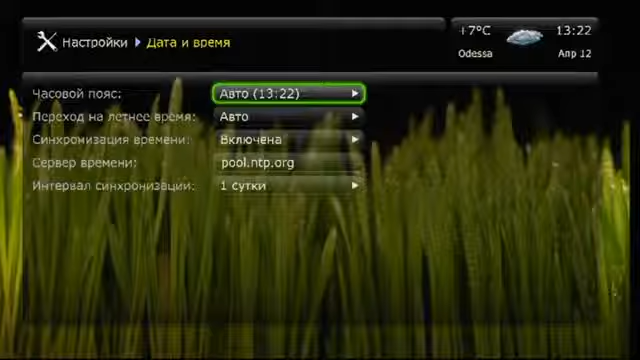 Настройки Дата и время
+7°C 13:22
Odessa Апр 12
Часовой пояс: Авто (13:22)
Переход на летнее время: Авто
Синхронизация времени: Включена
Сервер времени: pool.ntp.org
Интервал синхронизации: 1 сутки